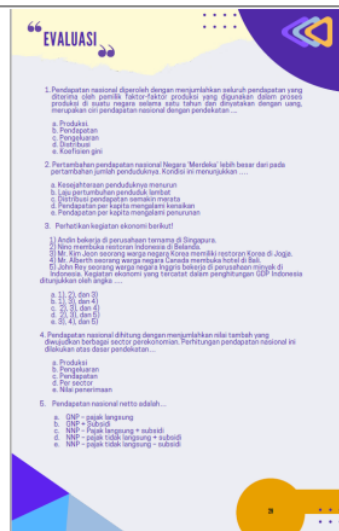 EVALUASI
1. Pendapatan nasional diperoleh dengan menjumlahkan seluruh pendapatan yang
diterima oleh pemilik faktor-faktor produksi yang digunakan dalam proses
produksi di suatu negara selama satu tahun dan dinyatakan dengan uang,
merupakan ciri pendapatan nasional dengan pendekatan ....
a. Produksi.
b. Pendapatan
c. Pengeluaran
d. Distribusi
e. Koefisien gini
2. Pertambahan pendapatan nasional Negara 'Merdeka' lebih besar dari pada
pertambahan jumlah penduduknya. Kondisi ini menunjukkan .....
a. Kesejahteraan penduduknya menurun
b. Laju pertumbuhan penduduk lambat
c. Distribusi pendapatan semakin merata
d. Pendapatan per kapita mengalami kenaikan
e. Pendapatan per kapita mengalami penurunan
3. Perhatikan kegiatan ekonomi berikut!
1) Andin bekerja di perusahaan ternama di Singapura.
2) Nino membuka restoran Indonesia di Belanda.
3) Mr. Kim Jeon seorang warga negara Korea memiliki restoran Korea di Jogja.
4) Mr. Alberth seorang warga negara Canada membuka hotel di Bali.
5) John Rey seorang warga negara Inggris bekerja di perusahaan minyak di
Indonesia. Kegiatan ekonomi yang tercatat dalam penghitungan GDP Indonesia
ditunjukkan oleh angka .....
a. 1), 2), dan 3)
b. 1), 3), dan 4)
c. 2), 3), dan 4)
d. 2), 3), dan 5)
e. 3), 4), dan 5)
4. Pendapatan nasional dihitung dengan menjumlahkan nilai tambah yang
diwujudkan berbagai sector perekonomian. Perhitungan pendapatan nasional ini
dilakukan atas dasar pendekatan....
a. Produksi
b. Pengeluaran
c. Pendapatan
d. Per sector
e. Nilai penerimaan
5. Pendapatan nasional netto adalah...
a. GNP – pajak langsung
b. GNP + Subsidi
c. NNP – Pajak langsung + subsidi
d. NNP – pajak tidak langsung + subsidi
e. NNP – pajak tidak langsung – subsidi